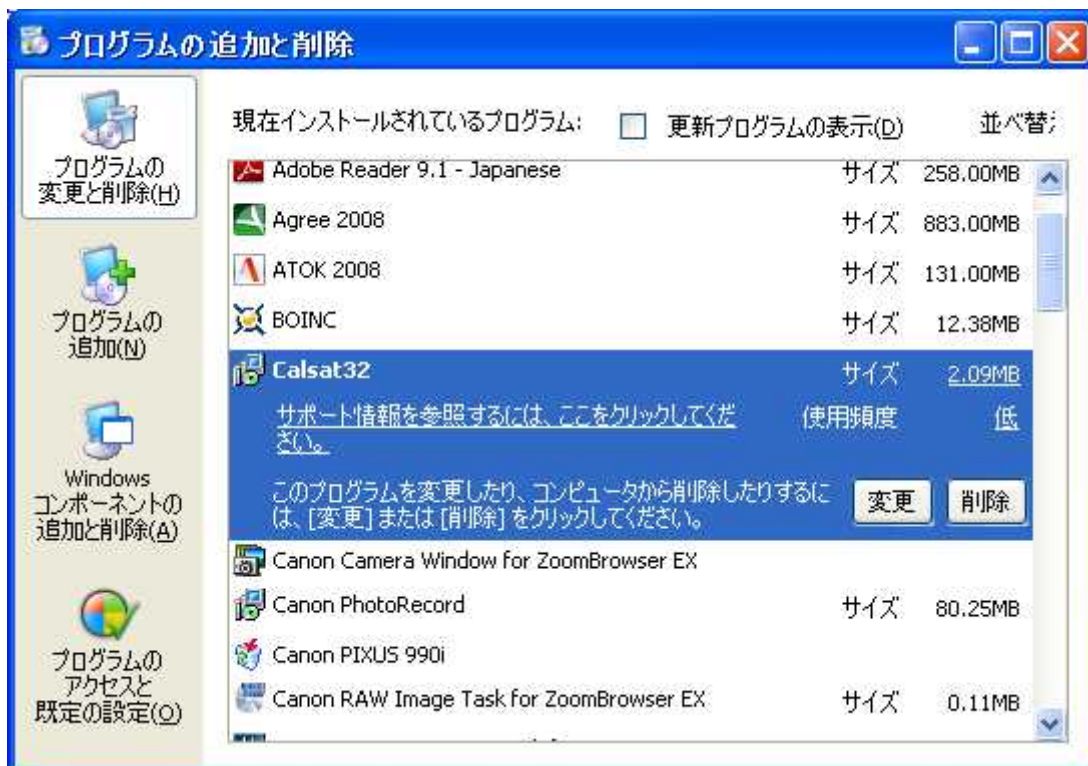 プログラムの追加と削除
プログラムの
変更と削除(H)
プログラムの
追加(N)
Windows
コンポーネントの
追加と削除(A)
プログラムの
アクセスと
既定の設定(O)
現在インストールされているプログラム: 更新プログラムの表示(D) 並べ替
Adobe Reader 9.1 - Japanese サイズ 258.00MB
Agree 2008 サイズ 883.00MB
ATOK 2008 サイズ 131.00MB
BOINC サイズ 12.38MB
Calsat32 サイズ 2.09MB
サポート情報を参照するには、ここをクリックしてくだ 使用頻度 低
さい。
このプログラムを変更したり、コンピュータから削除したりするに
は、[変更] または [削除] をクリックしてください。 変更 削除
Canon Camera Window for ZoomBrowser EX
Canon PhotoRecord サイズ 80.25MB
Canon PIXUS 990i
Canon RAW Image Task for ZoomBrowser EX サイズ 0.11MB